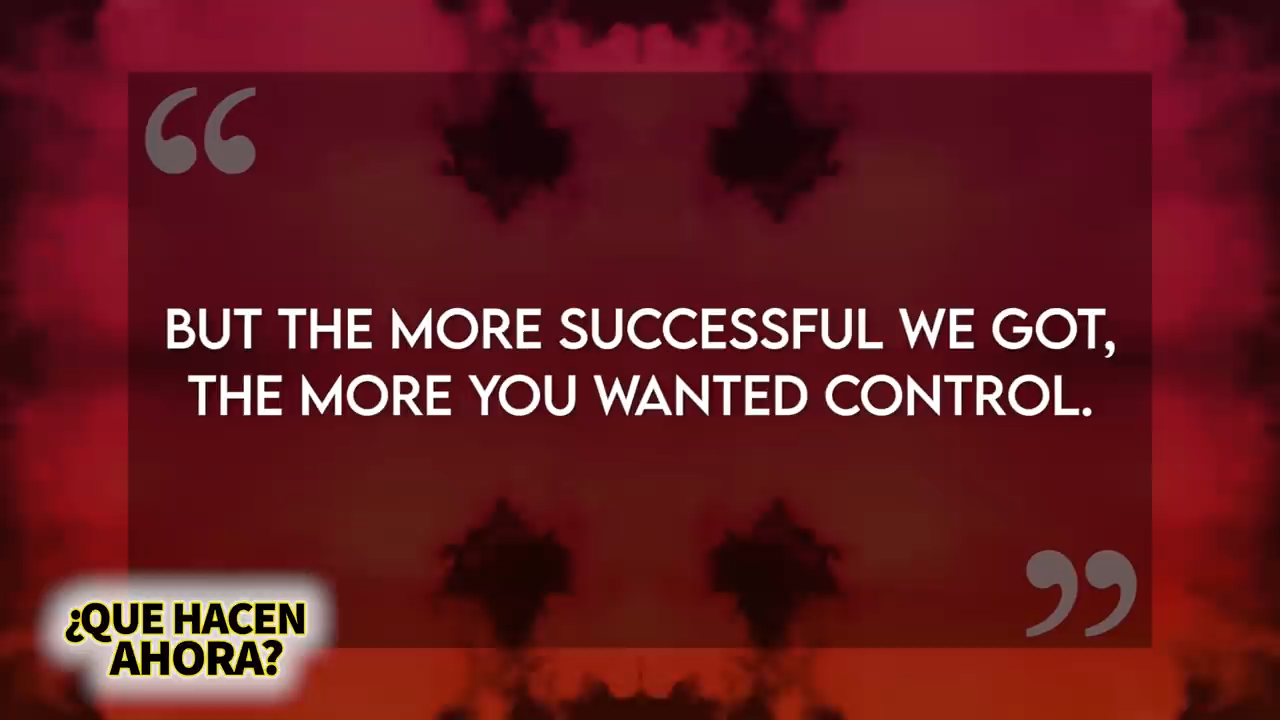 “
BUT THE MORE SUCCESSFUL WE GOT,
THE MORE YOU WANTED CONTROL.
”
¿QUE HACEN
AHORA?